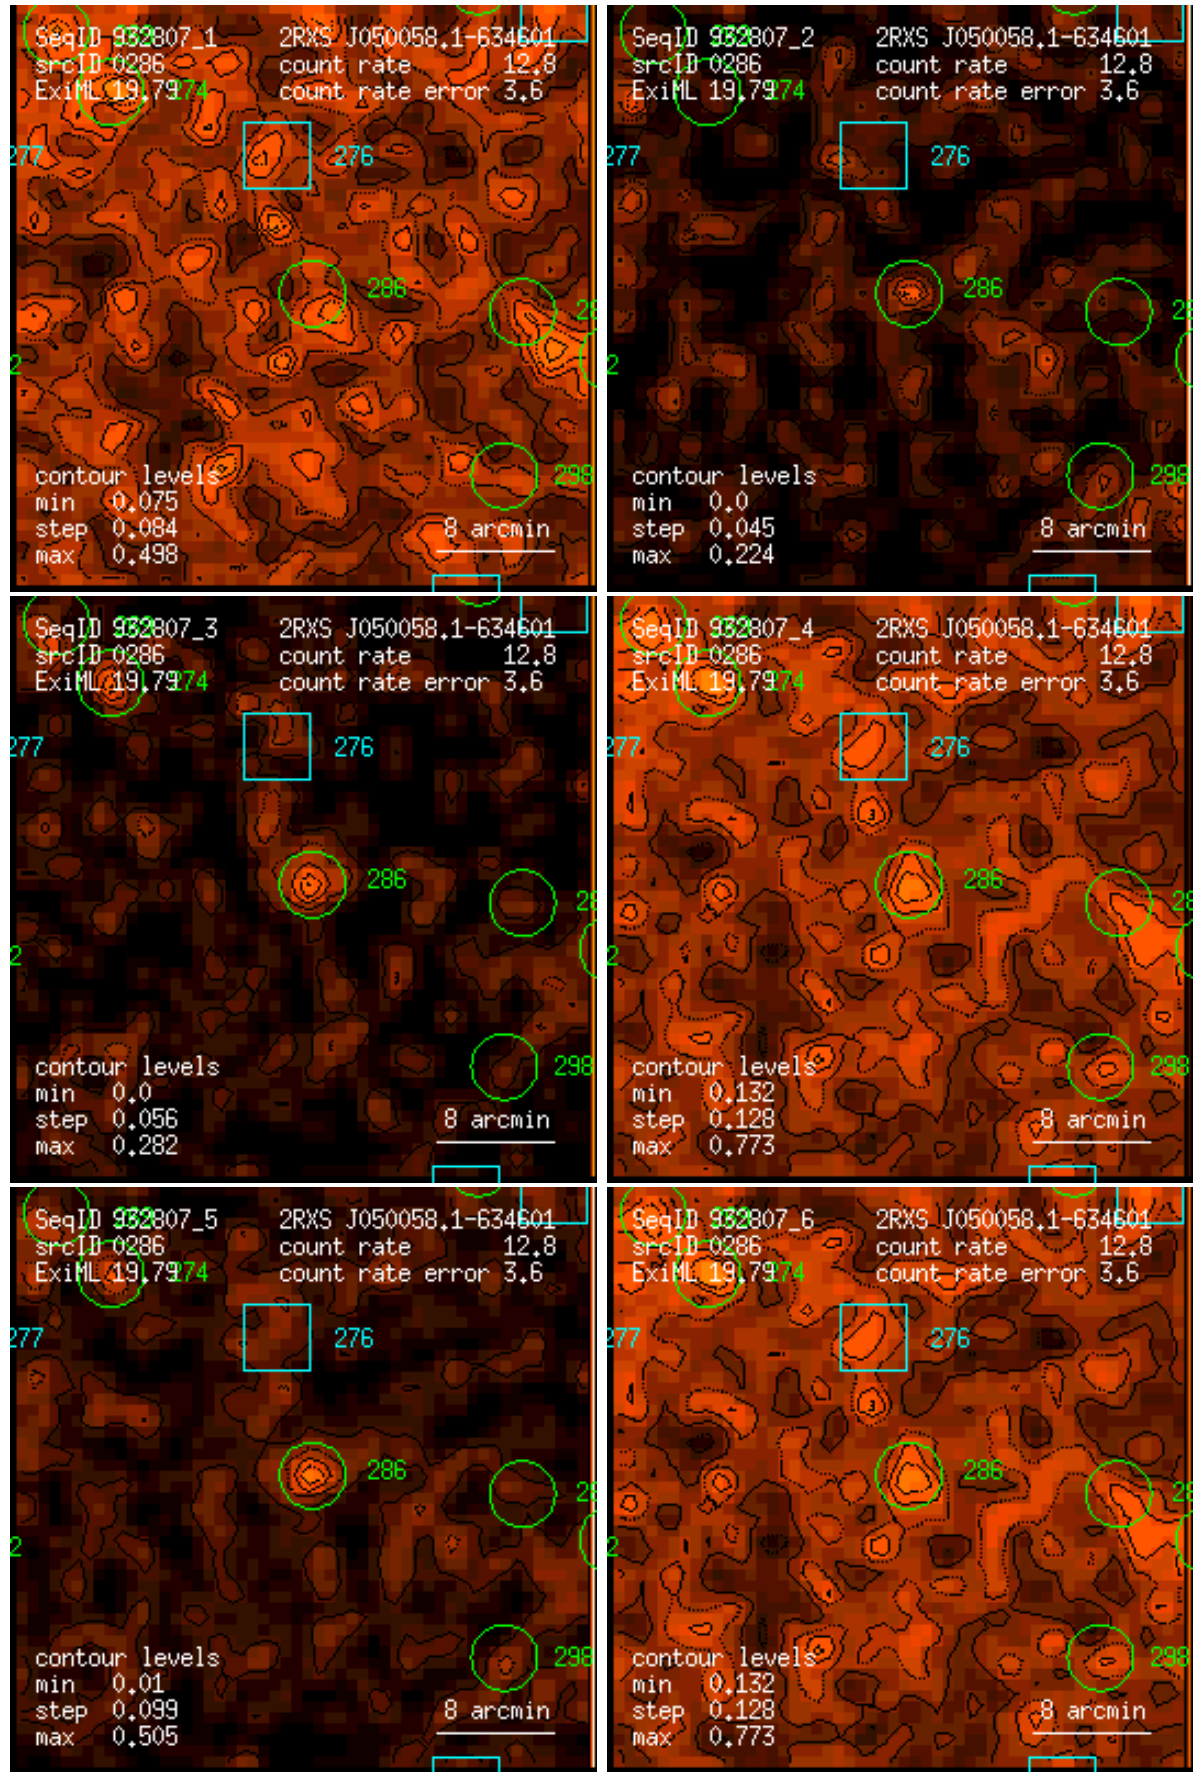 SeqID 932807_1 2RXS J050058.1-634601
srcID 0286 count rate 12.8
ExiML 19.79 274 count rate error 3.6
277 276
286
28
2
298
contour levels
min 0.075
step 0.084 8 arcmin
max 0.498
SeqID 932807_2 2RXS J050058.1-634601
srcID 0286 count rate 12.8
ExiML 19.79 274 count rate error 3.6
277 276
286
28
2
298
contour levels
min 0.0
step 0.045 8 arcmin
max 0.224
SeqID 932807_3 2RXS J050058.1-634601
srcID 0286 count rate 12.8
ExiML 19.79 274 count rate error 3.6
277 276
286
28
2
298
contour levels
min 0.0
step 0.056 8 arcmin
max 0.282
SeqID 932807_4 2RXS J050058.1-634601
srcID 0286 count rate 12.8
ExiML 19.79 274 count rate error 3.6
277 276
286
28
2
298
contour levels
min 0.132
step 0.128 8 arcmin
max 0.773
SeqID 932807_5 2RXS J050058.1-634601
srcID 0286 count rate 12.8
ExiML 19.79 274 count rate error 3.6
277 276
286
28
2
298
contour levels
min 0.01
step 0.099 8 arcmin
max 0.505
SeqID 932807_6 2RXS J050058.1-634601
srcID 0286 count rate 12.8
ExiML 19.79 274 count rate error 3.6
277 276
286
28
2
298
contour levels
min 0.132
step 0.128 8 arcmin
max 0.773